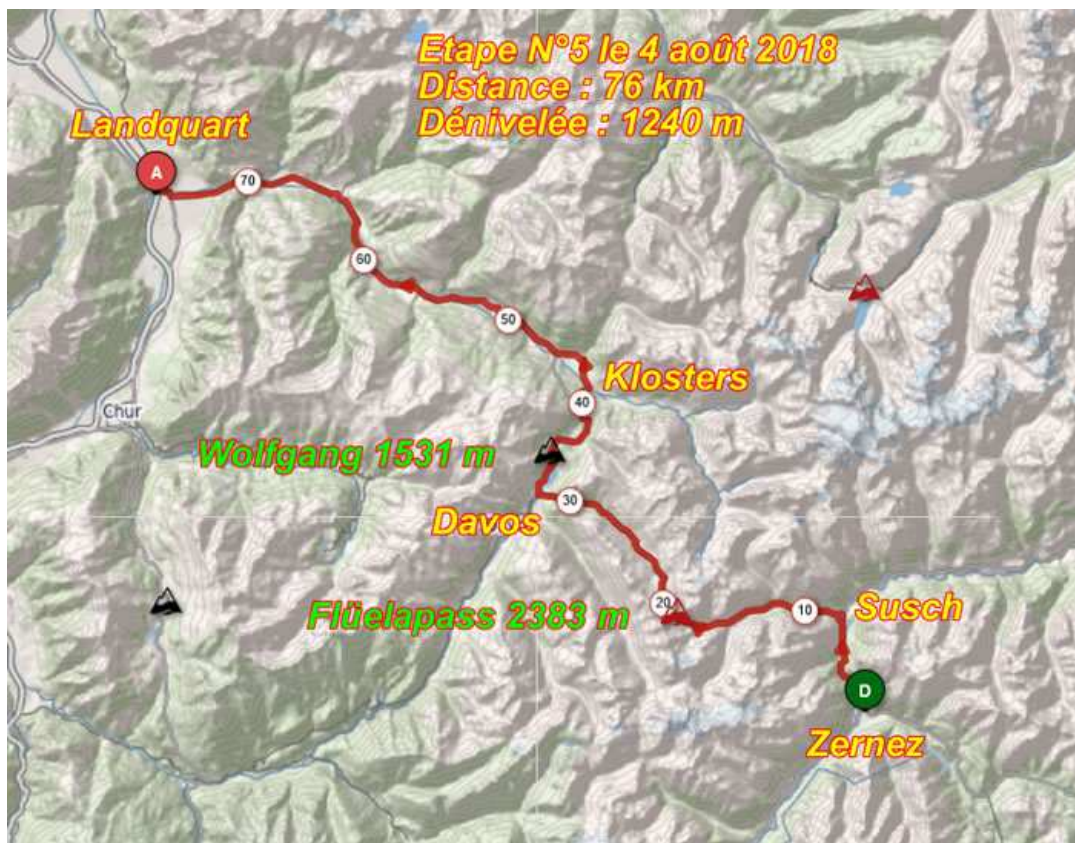 Etape N°5 le 4 août 2018
Distance : 76 km
Dénivelée : 1240 m
Landquart
A
70
60
50
Klosters
40
Chur
Wolfgang 1531 m
30
Davos
20
Flüelapass 2383 m
10
Susch
D
Zernez